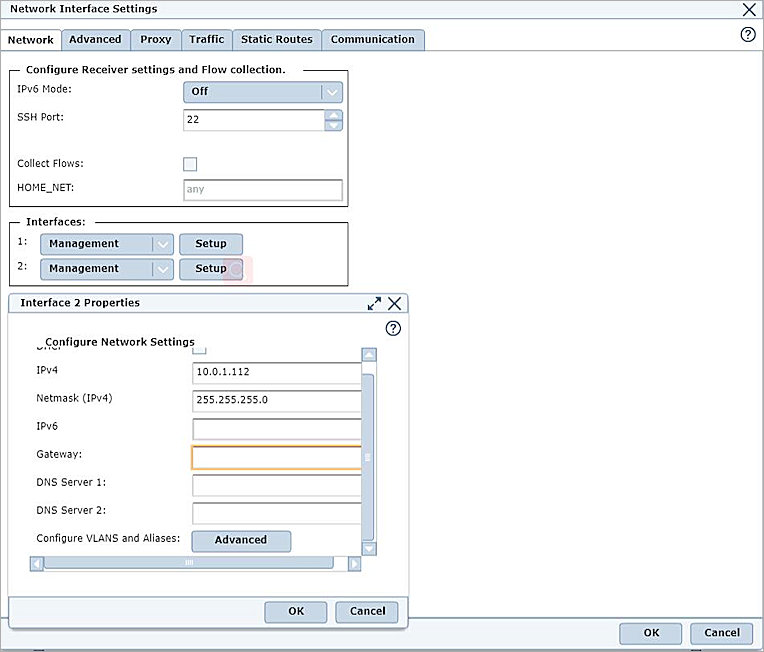 Network Interface Settings
Network Advanced Proxy Traffic Static Routes Communication
Configure Receiver settings and Flow collection.
IPv6 Mode: Off
SSH Port: 22
Collect Flows:
HOME_NET: any
Interfaces:
1: Management Setup
2: Management Setup
Interface 2 Properties
Configure Network Settings
IPv4 10.0.1.112
Netmask (IPv4) 255.255.255.0
IPv6
Gateway:
DNS Server 1:
DNS Server 2:
Configure VLANS and Aliases: Advanced
OK Cancel
OK Cancel